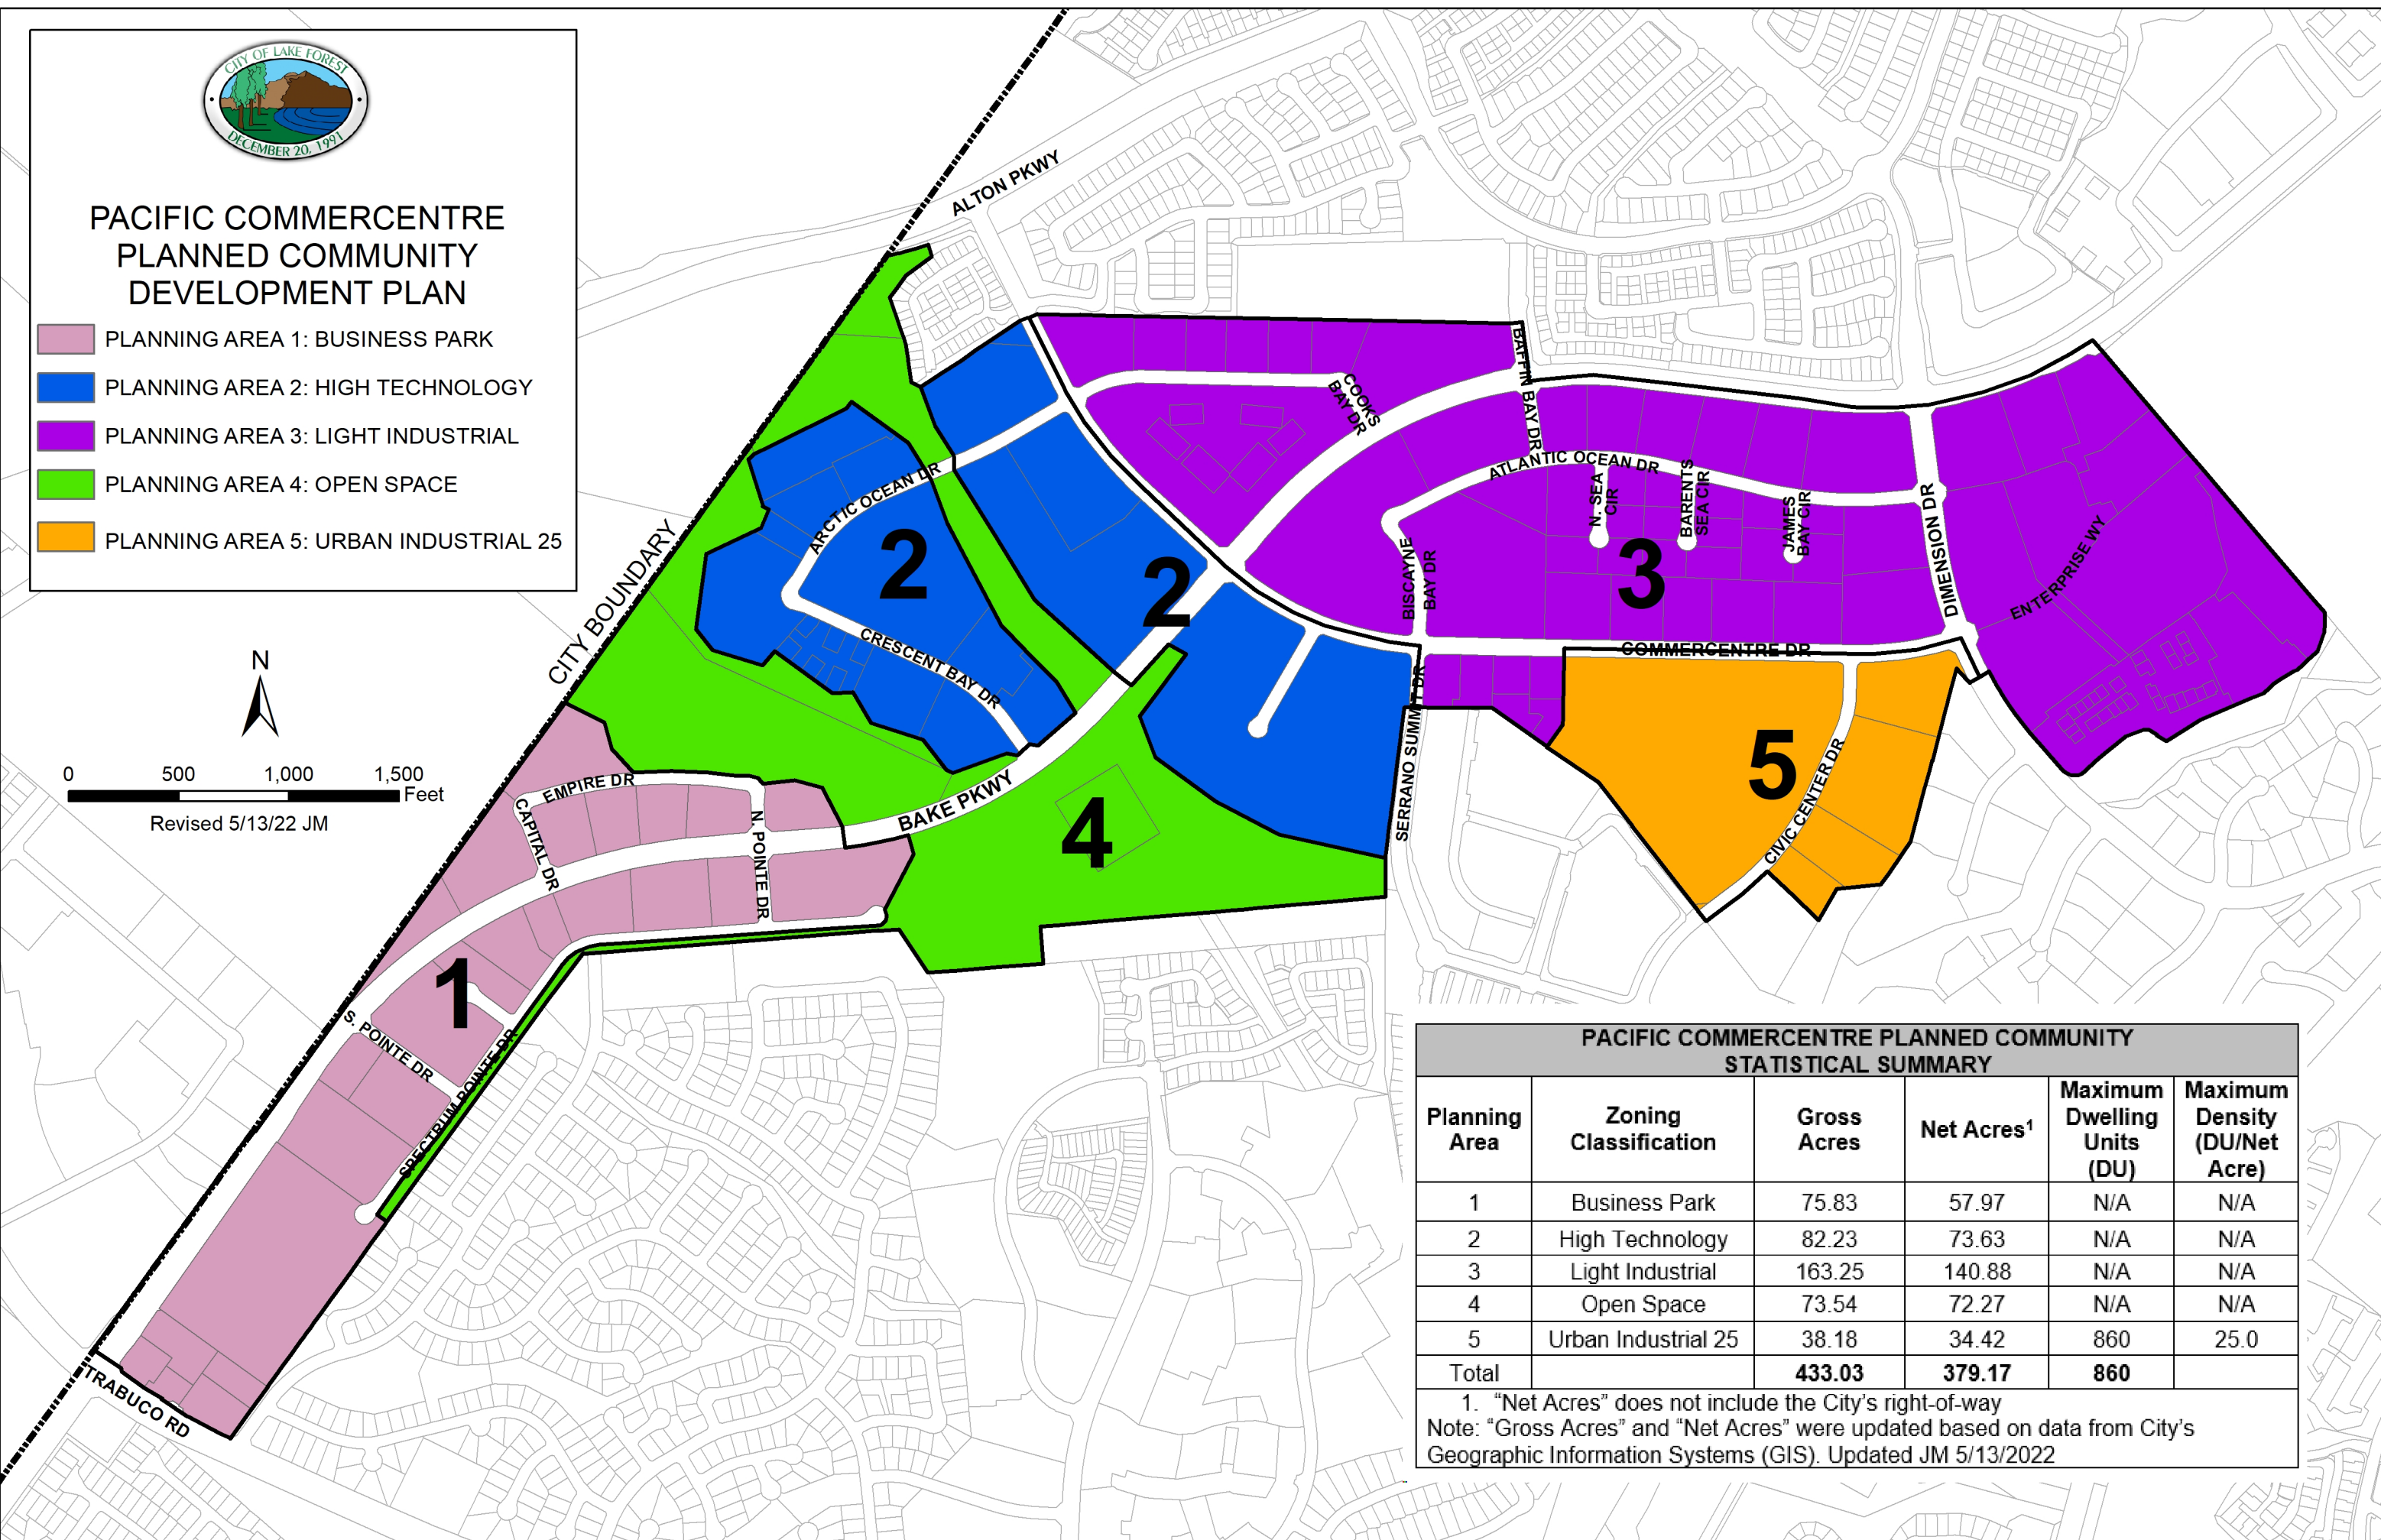 CITY OF LAKE FOREST
DECEMBER 20, 1991
PACIFIC COMMERCENTRE
PLANNED COMMUNITY
DEVELOPMENT PLAN
PLANNING AREA 1: BUSINESS PARK
PLANNING AREA 2: HIGH TECHNOLOGY
PLANNING AREA 3: LIGHT INDUSTRIAL
PLANNING AREA 4: OPEN SPACE
PLANNING AREA 5: URBAN INDUSTRIAL 25
N
0 500 1,000 1,500
Feet
Revised 5/13/22 JM
CITY BOUNDARY
ALTON PKWY
BAFFIN BAY DR
COOKS
BAY DR
ATLANTIC OCEAN DR
N. SEA
CIR
BARENTS
SEA CIR
JAMES
BAY CIR
DIMENSION DR
ENTERPRISE WY
ARCTIC OCEAN DR
2
2
3
BISCAYNE
BAY DR
CRESCENT BAY DR
COMMERCENTRE DR
SERRANO SUMMIT DR
5
CIVIC CENTER DR
EMPIRE DR
CAPITAL DR
N. POINTE DR
BAKE PKWY
4
1
S. POINTE DR
SPECTRUM POINTE DR
TRABUCO RD
PACIFIC COMMERCENTRE PLANNED COMMUNITY
STATISTICAL SUMMARY
Planning Area Zoning Classification Gross Acres Net Acres1 Maximum Dwelling Units (DU) Maximum Density (DU/Net Acre)
1 Business Park 75.83 57.97 N/A N/A
2 High Technology 82.23 73.63 N/A N/A
3 Light Industrial 163.25 140.88 N/A N/A
4 Open Space 73.54 72.27 N/A N/A
5 Urban Industrial 25 38.18 34.42 860 25.0
Total 433.03 379.17 860
1. “Net Acres” does not include the City’s right-of-way
Note: “Gross Acres” and “Net Acres” were updated based on data from City’s
Geographic Information Systems (GIS). Updated JM 5/13/2022